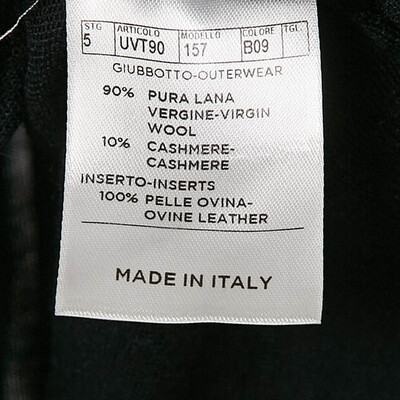 STG ARTICOLO MODELLO COLORE TGL.
5 UVT90 157 B09
GIUBBOTTO-OUTERWEAR
90% PURA LANA
VERGINE-VIRGIN
WOOL
10% CASHMERE-
CASHMERE
INSERTO-INSERTS
100% PELLE OVINA-
OVINE LEATHER
MADE IN ITALY